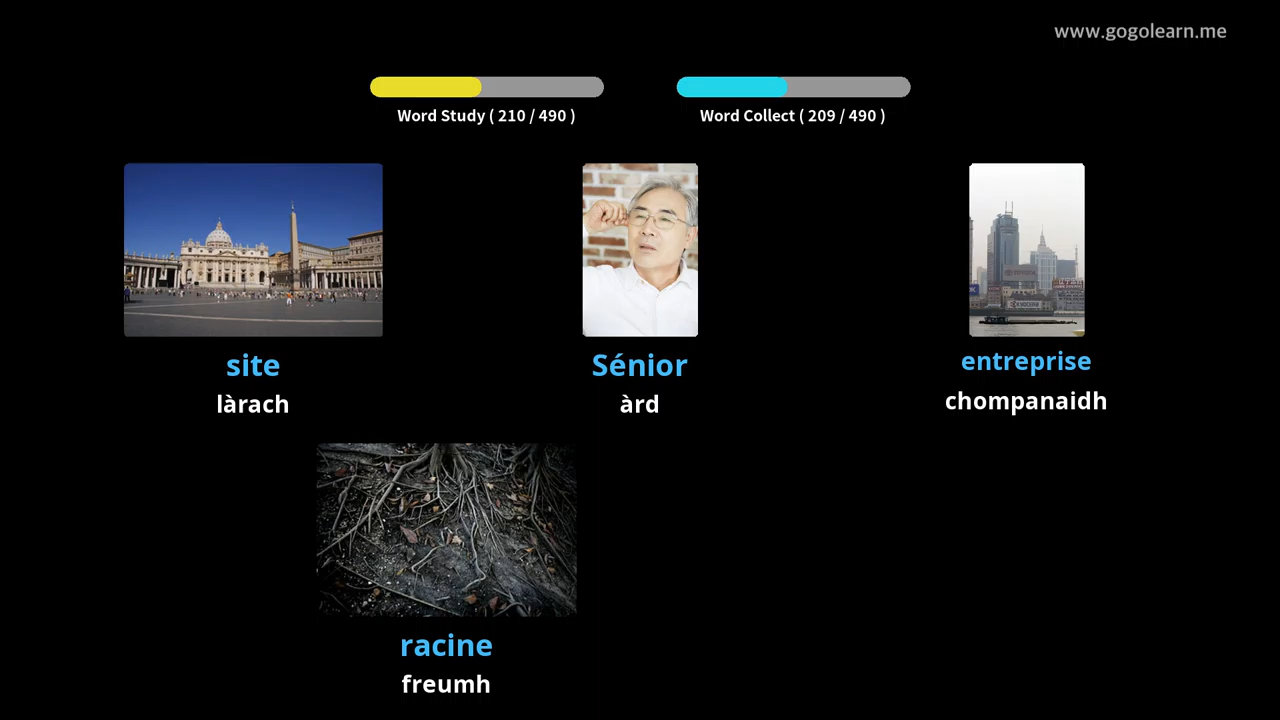 www.gogolearn.me
Word Study ( 210 / 490 )
Word Collect ( 209 / 490 )
site
làrach
Sénior
àrd
TOYOTA
entreprise
chompanaidh
racine
freumh